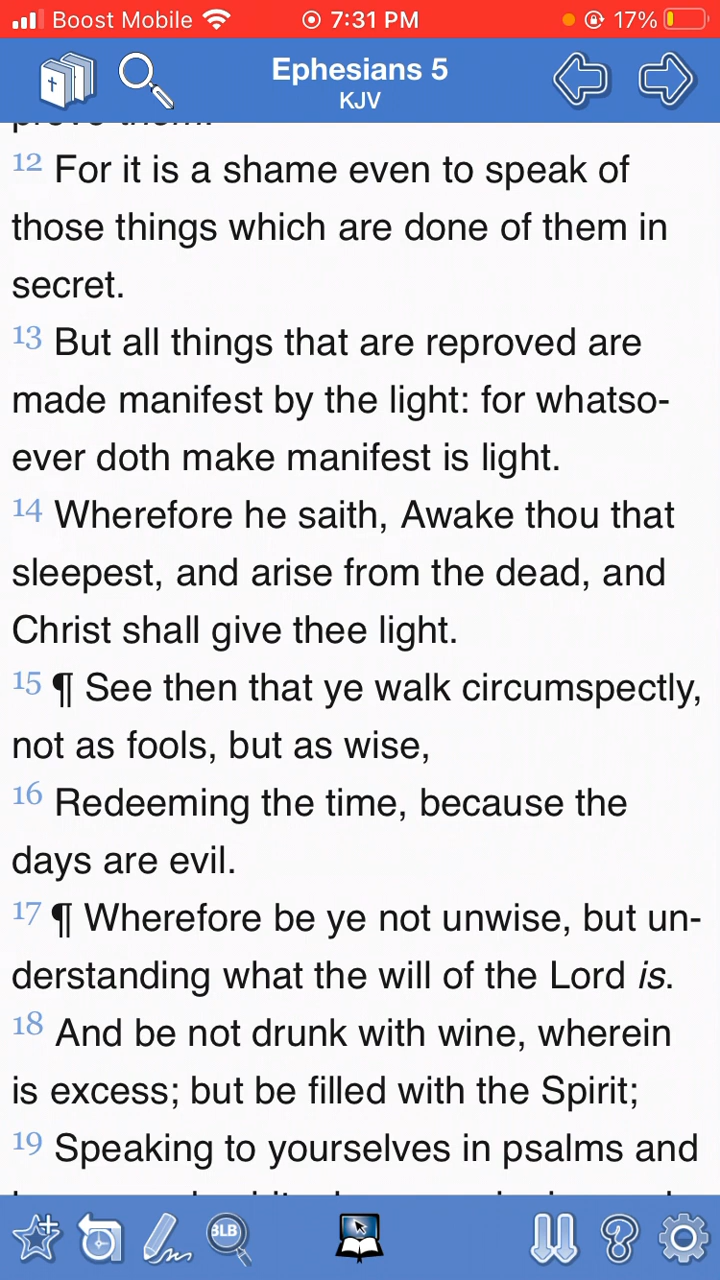 Boost Mobile 7:31 PM 17%
Ephesians 5
KJV
prove them.
12 For it is a shame even to speak of
those things which are done of them in
secret.
13 But all things that are reproved are
made manifest by the light: for whatso-
ever doth make manifest is light.
14 Wherefore he saith, Awake thou that
sleepest, and arise from the dead, and
Christ shall give thee light.
15 ¶ See then that ye walk circumspectly,
not as fools, but as wise,
16 Redeeming the time, because the
days are evil.
17 ¶ Wherefore be ye not unwise, but un-
derstanding what the will of the Lord is.
18 And be not drunk with wine, wherein
is excess; but be filled with the Spirit;
19 Speaking to yourselves in psalms and
BLB